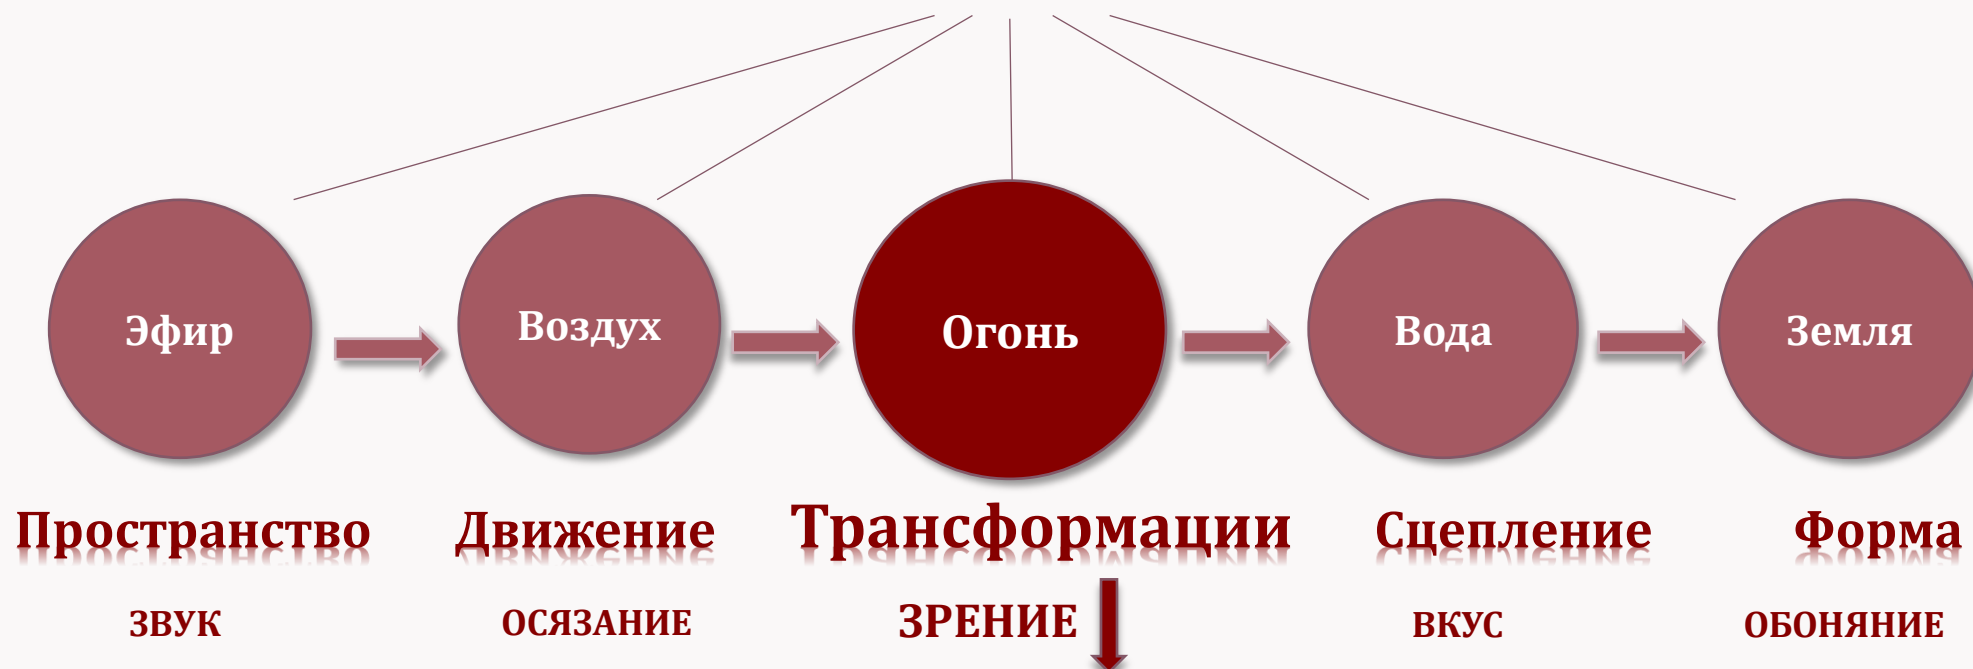 Эфир
Воздух
Огонь
Вода
Земля
Пространство
Движение
Трансформации
Сцепление
Форма
ЗВУК
ОСЯЗАНИЕ
ЗРЕНИЕ
ВКУС
ОБОНЯНИЕ